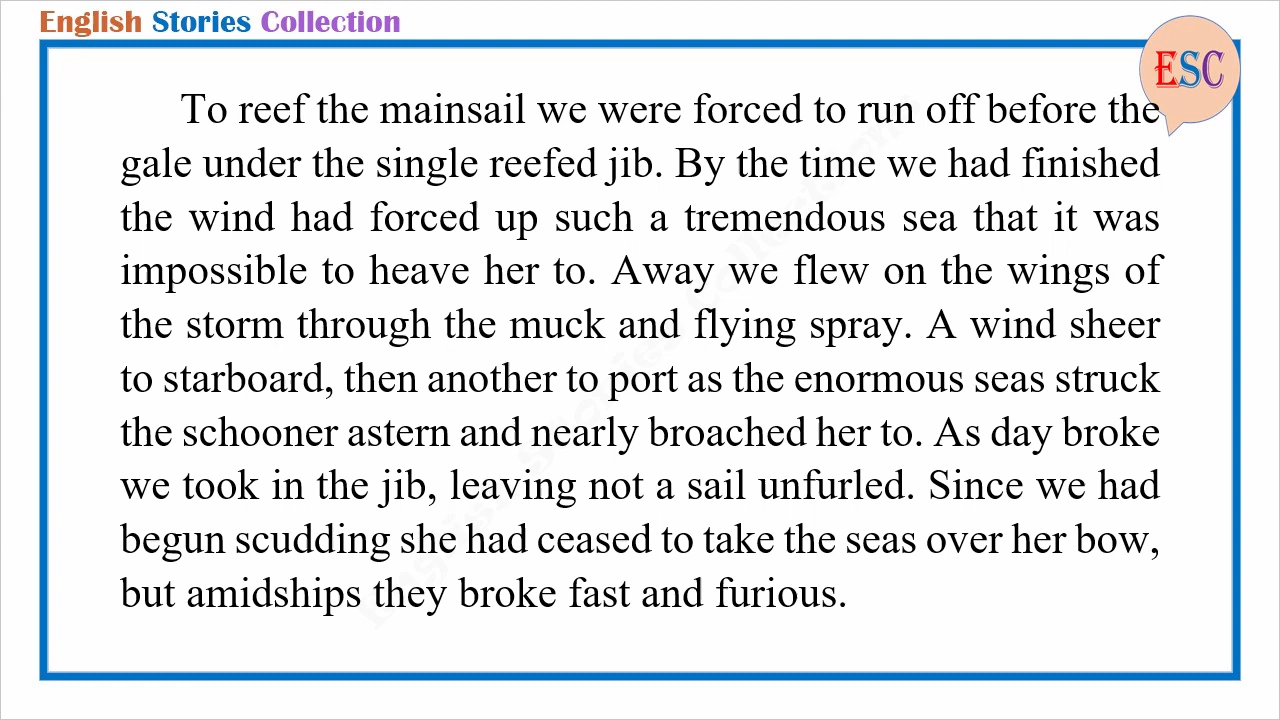 English Stories Collection
ESC
To reef the mainsail we were forced to run off before the
gale under the single reefed jib. By the time we had finished
the wind had forced up such a tremendous sea that it was
impossible to heave her to. Away we flew on the wings of
the storm through the muck and flying spray. A wind sheer
to starboard, then another to port as the enormous seas struck
the schooner astern and nearly broached her to. As day broke
we took in the jib, leaving not a sail unfurled. Since we had
begun scudding she had ceased to take the seas over her bow,
but amidships they broke fast and furious.
English Stories Collection